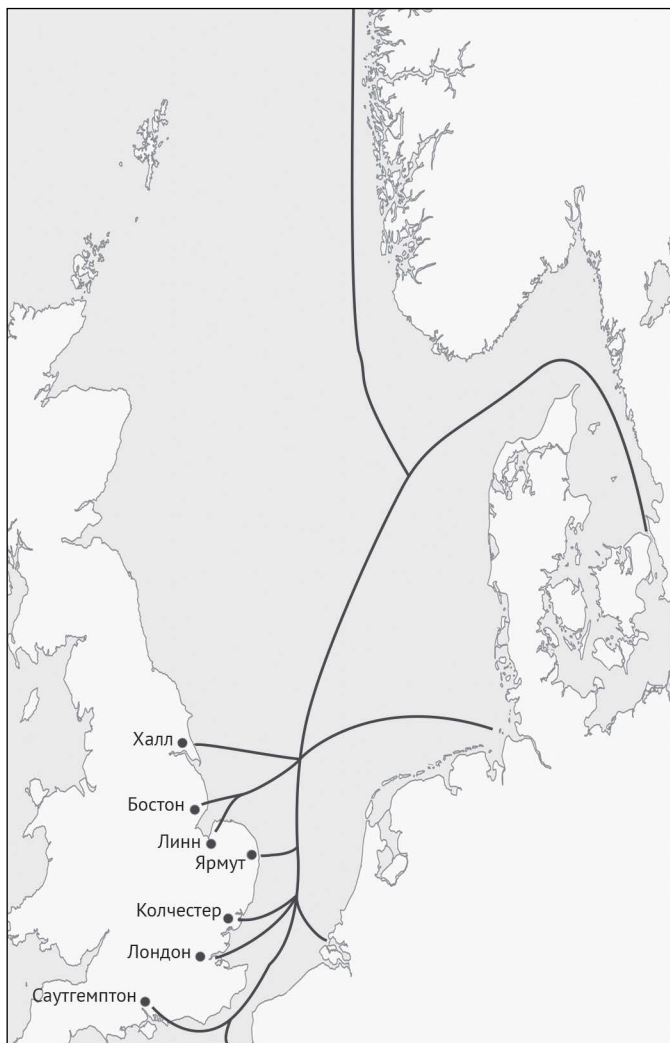 Халл
Бостон
Линн
Ярмут
Колчестер
Лондон
Саутгемптон